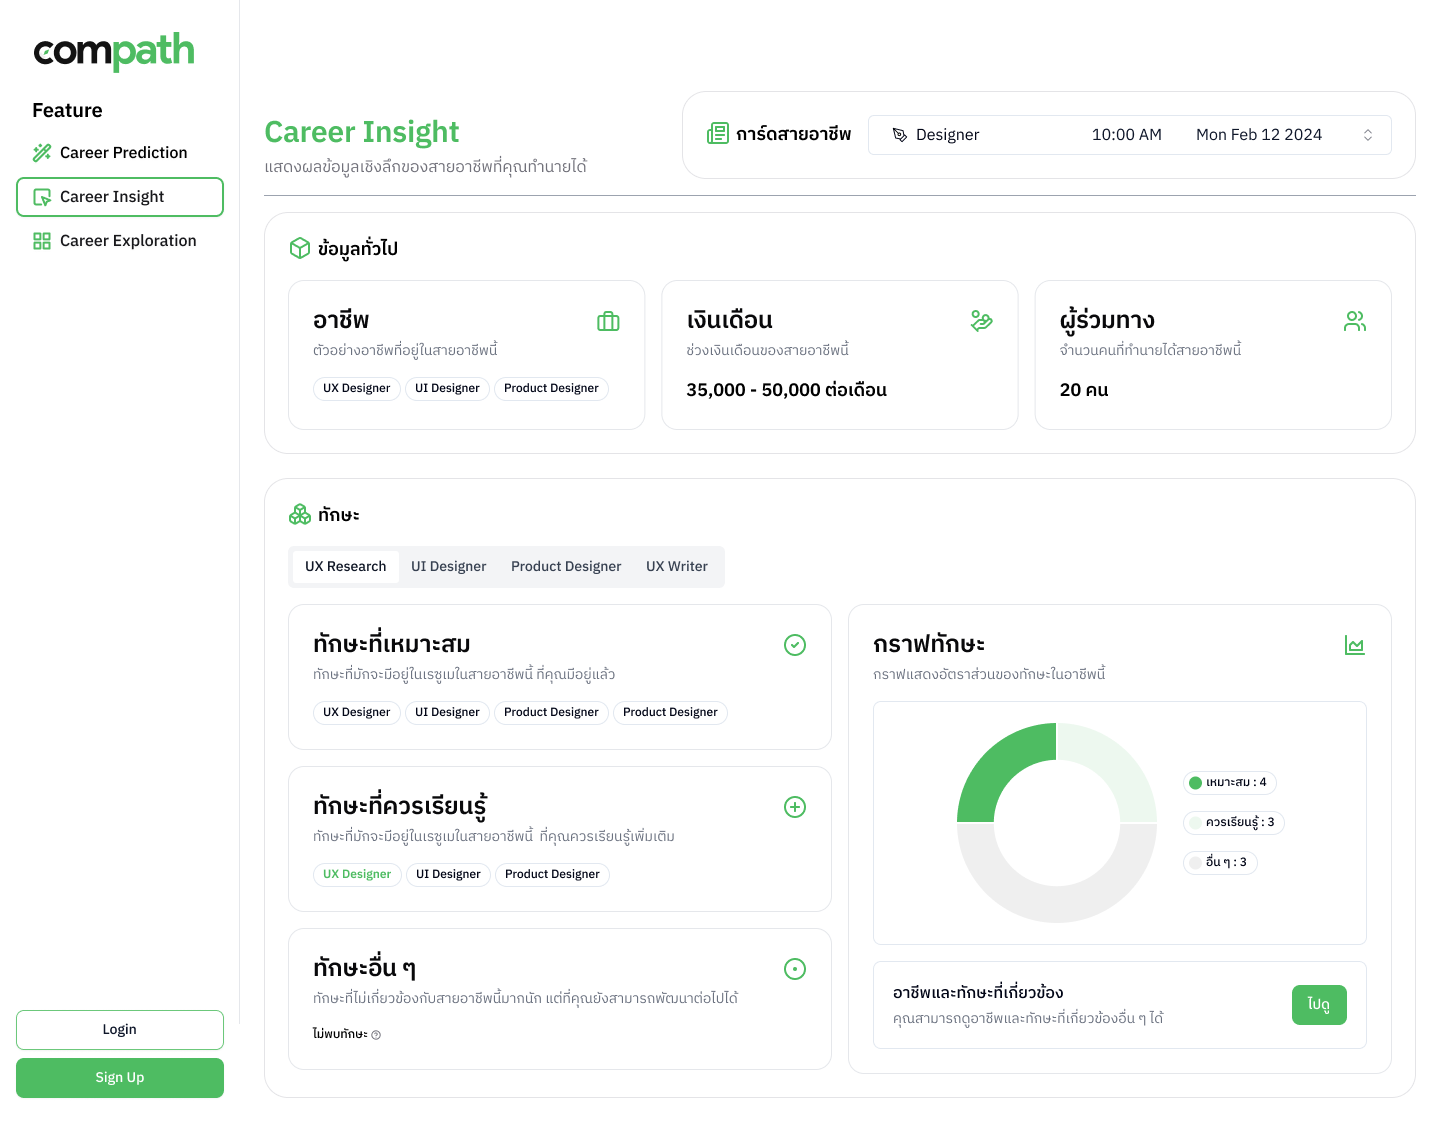 compath
Feature
Career Prediction
Career Insight
Career Exploration
Login
Sign Up
Career Insight
แสดงผลข้อมูลเชิงลึกของสายอาชีพที่คุณทำนายได้
การ์ดสายอาชีพ
Designer 10:00 AM Mon Feb 12 2024
ข้อมูลทั่วไป
อาชีพ
ตัวอย่างอาชีพที่อยู่ในสายอาชีพนี้
UX Designer UI Designer Product Designer
เงินเดือน
ช่วงเงินเดือนของสายอาชีพนี้
35,000 - 50,000 ต่อเดือน
ผู้ร่วมทาง
จำนวนคนที่ทำนายได้สายอาชีพนี้
20 คน
ทักษะ
UX Research UI Designer Product Designer UX Writer
ทักษะที่เหมาะสม
ทักษะที่มักจะมีอยู่ในเรซูเมในสายอาชีพนี้ ที่คุณมีอยู่แล้ว
UX Designer UI Designer Product Designer Product Designer
ทักษะที่ควรเรียนรู้
ทักษะที่มักจะมีอยู่ในเรซูเมในสายอาชีพนี้ ที่คุณควรเรียนรู้เพิ่มเติม
UX Designer UI Designer Product Designer
ทักษะอื่น ๆ
ทักษะที่ไม่เกี่ยวข้องกับสายอาชีพนี้มากนัก แต่ที่คุณยังสามารถพัฒนาต่อไปได้
ไม่พบทักษะ
กราฟทักษะ
กราฟแสดงอัตราส่วนของทักษะในอาชีพนี้
เหมาะสม : 4
ควรเรียนรู้ : 3
อื่น ๆ : 3
อาชีพและทักษะที่เกี่ยวข้อง
คุณสามารถดูอาชีพและทักษะที่เกี่ยวข้องอื่น ๆ ได้
ไปดู